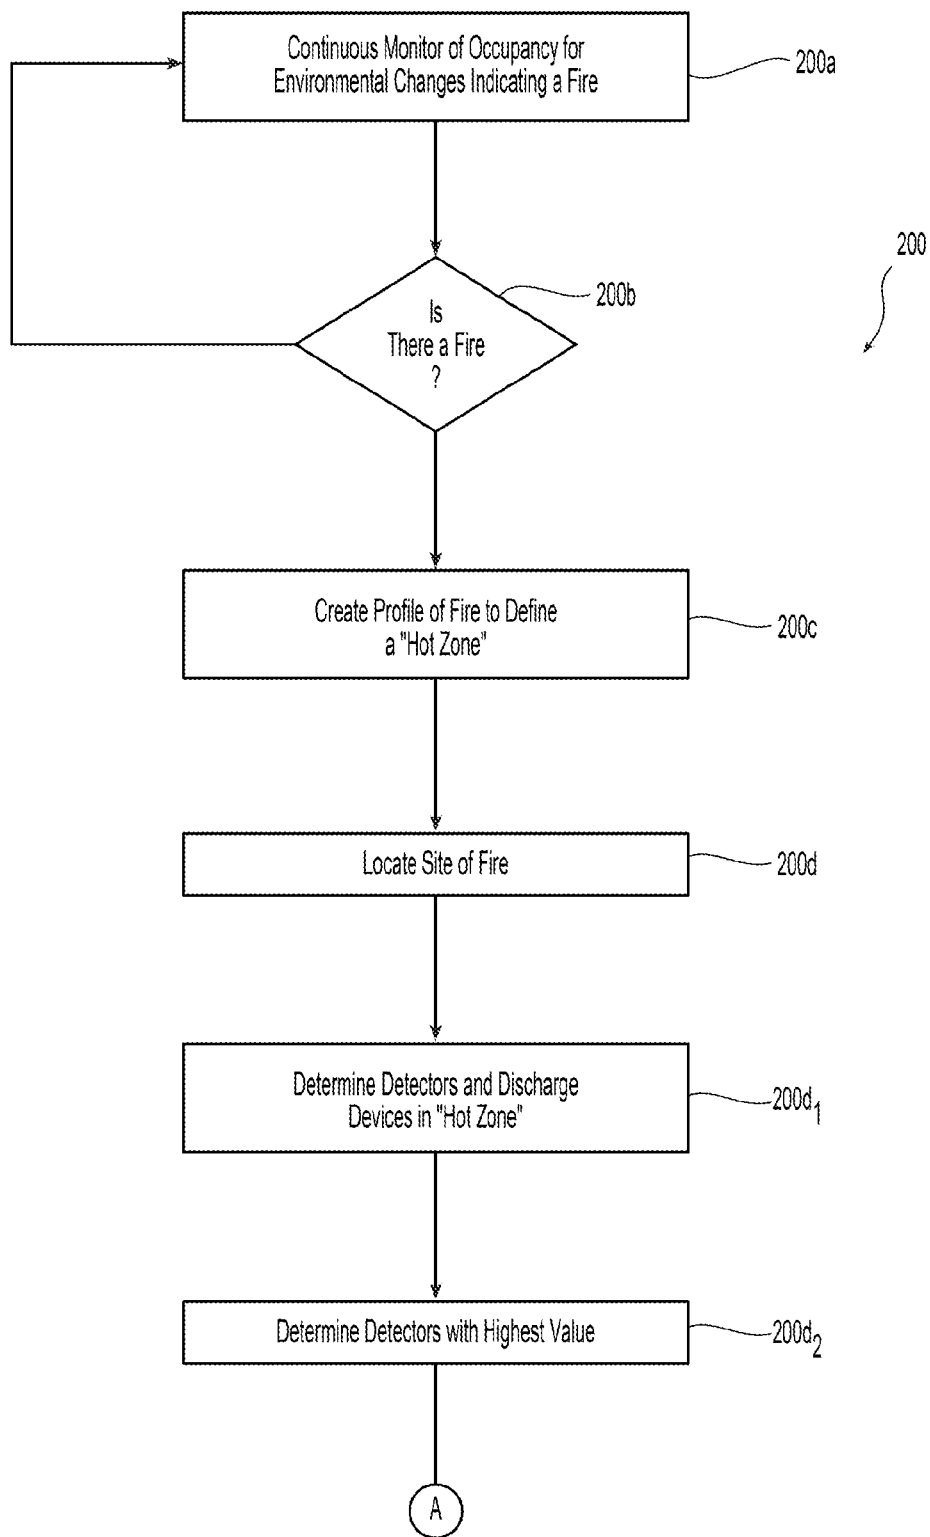 Continuous Monitor of Occupancy for
Environmental Changes Indicating a Fire
200a
200
200b
Is
There a Fire
?
Create Profile of Fire to Define
a "Hot Zone"
200c
Locate Site of Fire
200d
Determine Detectors and Discharge
Devices in "Hot Zone"
200d1
Determine Detectors with Highest Value
200d2
A